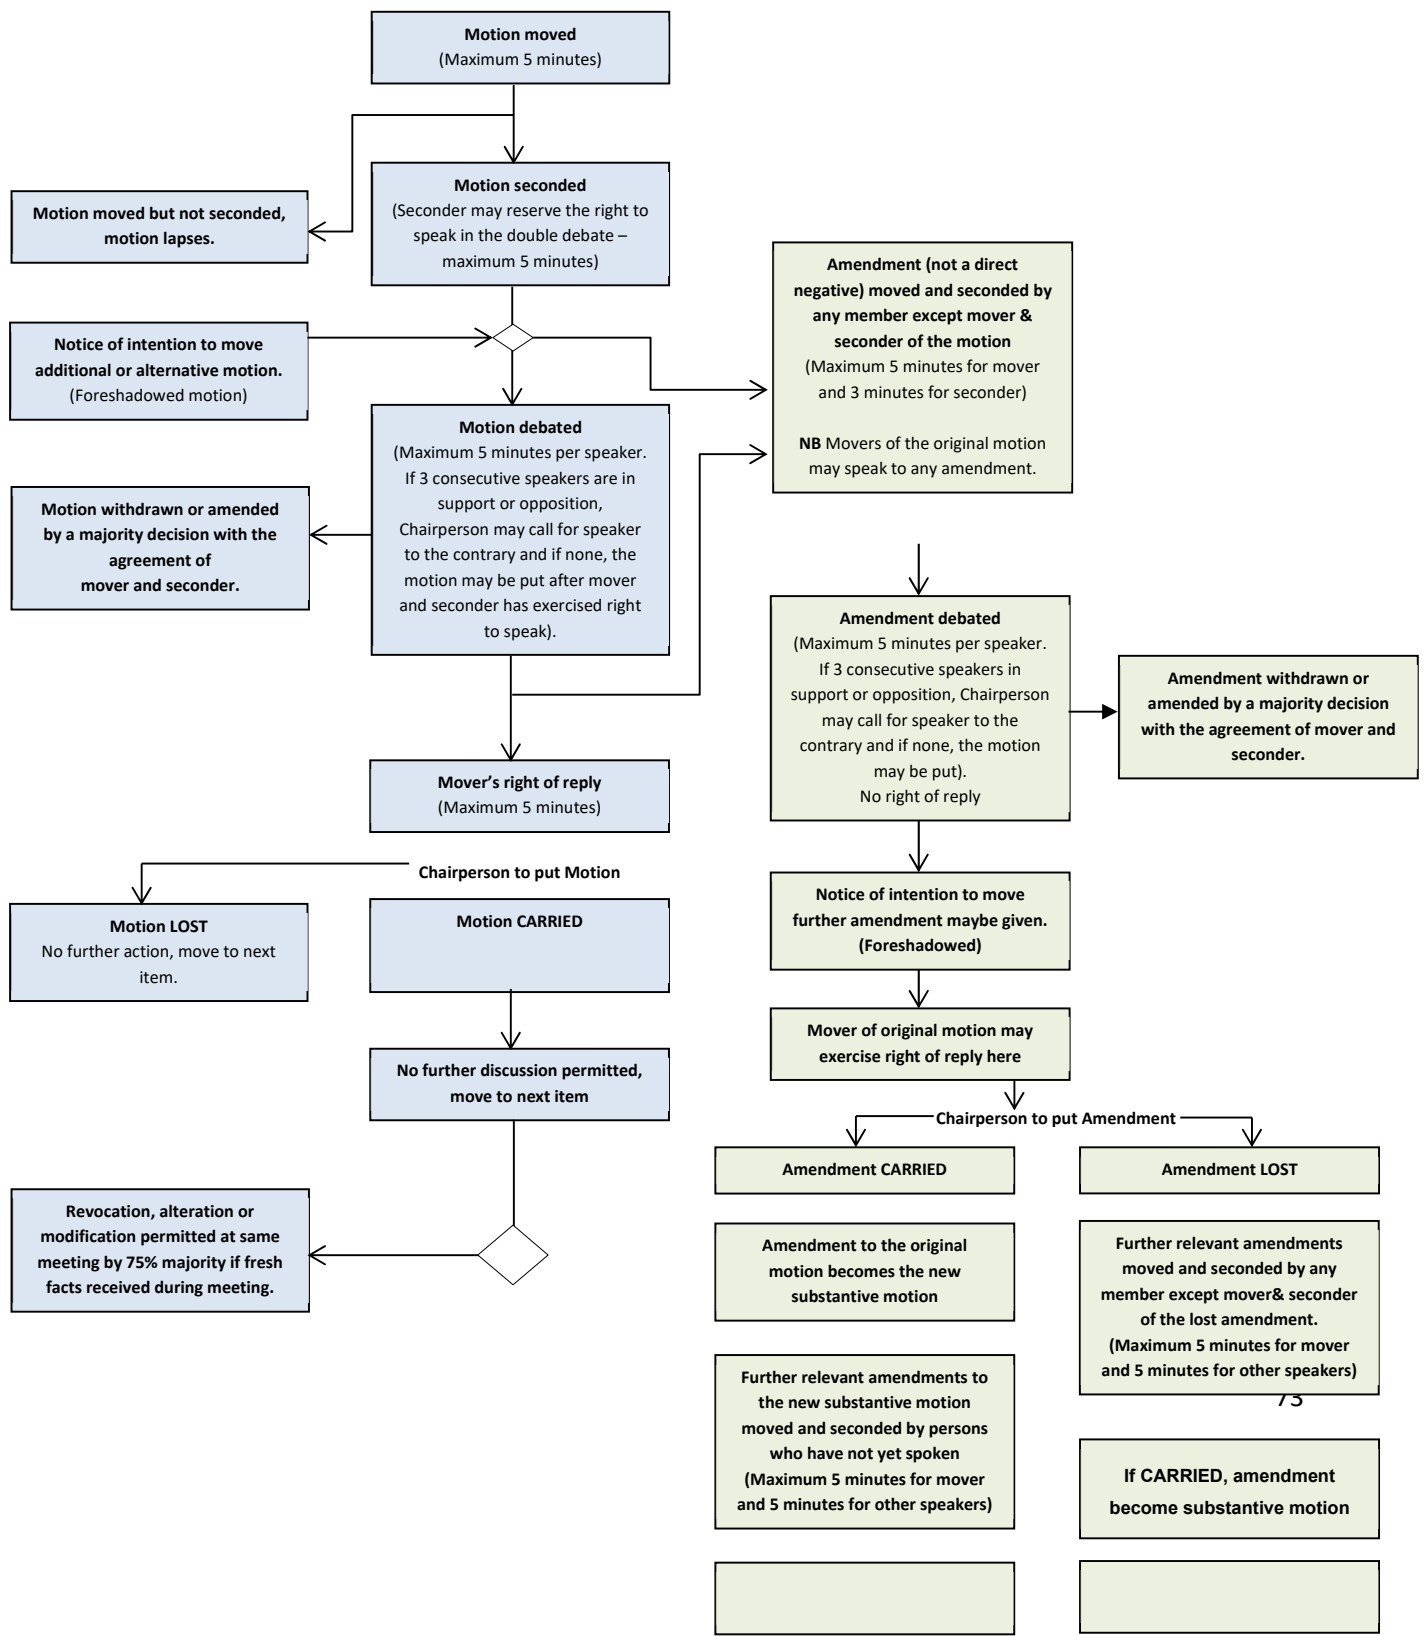 Motion moved
(Maximum 5 minutes)
Motion seconded
(Seconder may reserve the right to
speak in the double debate –
maximum 5 minutes)
Motion moved but not seconded,
motion lapses.
Notice of intention to move
additional or alternative motion.
(Foreshadowed motion)
Motion debated
(Maximum 5 minutes per speaker.
If 3 consecutive speakers are in
support or opposition,
Chairperson may call for speaker
to the contrary and if none, the
motion may be put after mover
and seconder has exercised right
to speak).
Motion withdrawn or amended
by a majority decision with the
agreement of
mover and seconder.
Mover’s right of reply
(Maximum 5 minutes)
Chairperson to put Motion
Motion LOST
No further action, move to next
item.
Motion CARRIED
No further discussion permitted,
move to next item
Revocation, alteration or
modification permitted at same
meeting by 75% majority if fresh
facts received during meeting.
Amendment (not a direct
negative) moved and seconded by
any member except mover &
seconder of the motion
(Maximum 5 minutes for mover
and 3 minutes for seconder)
NB Movers of the original motion
may speak to any amendment.
Amendment debated
(Maximum 5 minutes per speaker.
If 3 consecutive speakers in
support or opposition, Chairperson
may call for speaker to the
contrary and if none, the motion
may be put).
No right of reply
Amendment withdrawn or
amended by a majority decision
with the agreement of mover and
seconder.
Notice of intention to move
further amendment maybe given.
(Foreshadowed)
Mover of original motion may
exercise right of reply here
Chairperson to put Amendment
Amendment CARRIED
Amendment to the original
motion becomes the new
substantive motion
Further relevant amendments to
the new substantive motion
moved and seconded by persons
who have not yet spoken
(Maximum 5 minutes for mover
and 5 minutes for other speakers)
Amendment LOST
Further relevant amendments
moved and seconded by any
member except mover& seconder
of the lost amendment.
(Maximum 5 minutes for mover
and 5 minutes for other speakers)
73
If CARRIED, amendment
become substantive motion